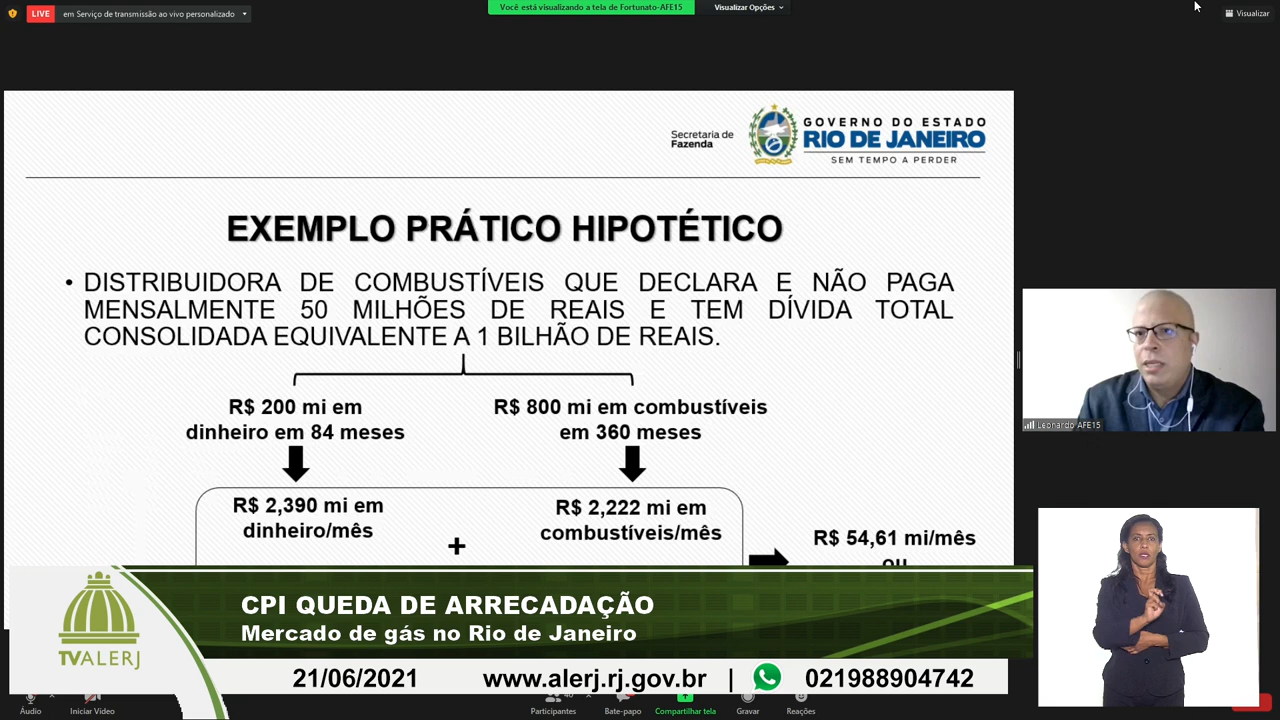 LIVE
em Serviço de transmissão ao vivo personalizado
Você está visualizando a tela de Fortunato-AFE15
Visualizar Opções
Visualizar
Secretaria de
Fazenda
GOVERNO DO ESTADO
RIO DE JANEIRO
SEM TEMPO A PERDER
EXEMPLO PRÁTICO HIPOTÉTICO
• DISTRIBUIDORA DE COMBUSTÍVEIS QUE DECLARA E NÃO PAGA
MENSALMENTE 50 MILHÕES DE REAIS E TEM DÍVIDA TOTAL
CONSOLIDADA EQUIVALENTE A 1 BILHÃO DE REAIS.
R$ 200 mi em
dinheiro em 84 meses
R$ 800 mi em combustíveis
em 360 meses
R$ 2,390 mi em
dinheiro/mês
+
R$ 2,222 mi em
combustíveis/mês
R$ 54,61 mi/mês
ou
Leonardo AFE15
TVALERJ
CPI QUEDA DE ARRECADAÇÃO
Mercado de gás no Rio de Janeiro
21/06/2021 www.alerj.rj.gov.br | 021988904742
Áudio
Iniciar Vídeo
Participantes
Bate-papo
Compartilhar tela
Gravar
Reações